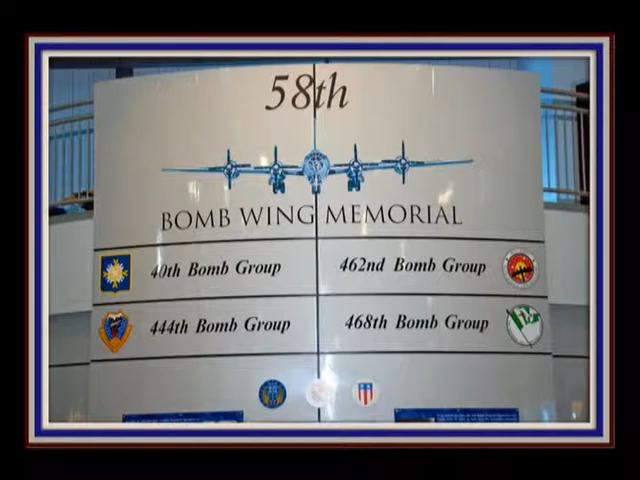 58th
BOMB WING MEMORIAL
40th Bomb Group
462nd Bomb Group
444th Bomb Group
468th Bomb Group